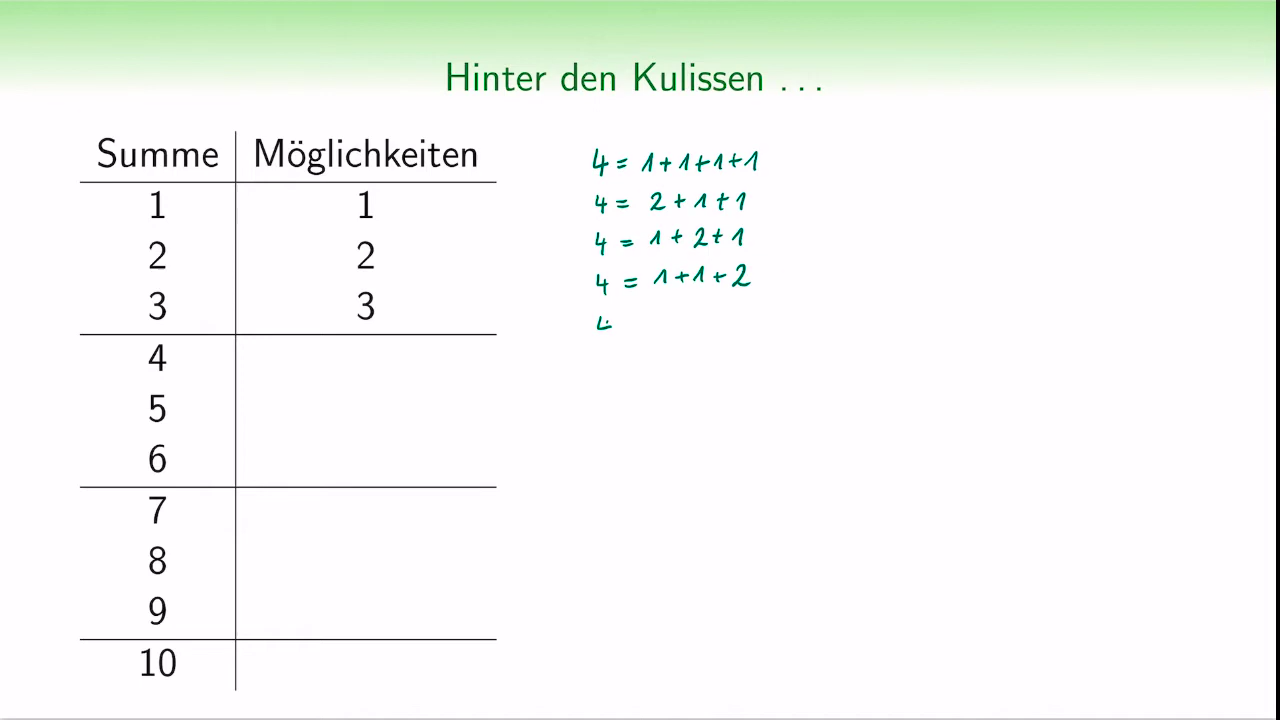 Hinter den Kulissen ...
Summe Möglichkeiten
1 1
2 2
3 3
4
5
6
7
8
9
10
4 = 1+1+1+1
4 = 2+1+1
4 = 1+2+1
4 = 1+1+2